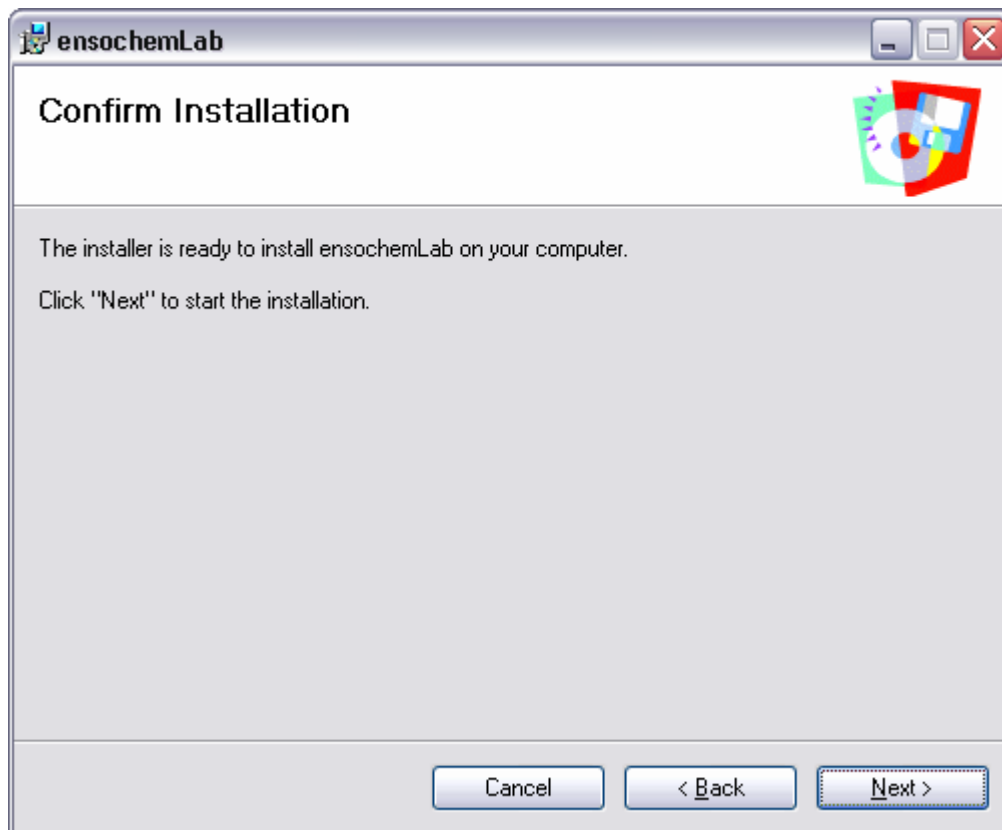 ensochemLab
Confirm Installation
The installer is ready to install ensochemLab on your computer.
Click "Next" to start the installation.
Cancel
< Back
Next >